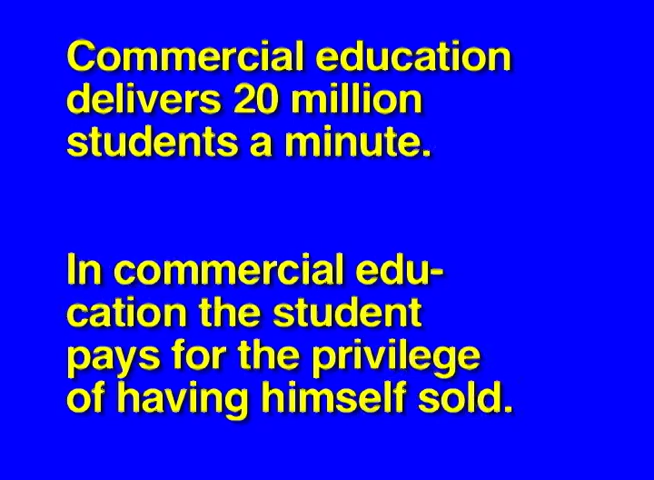 Commercial education
delivers 20 million
students a minute.
In commercial edu-
cation the student
pays for the privilege
of having himself sold.